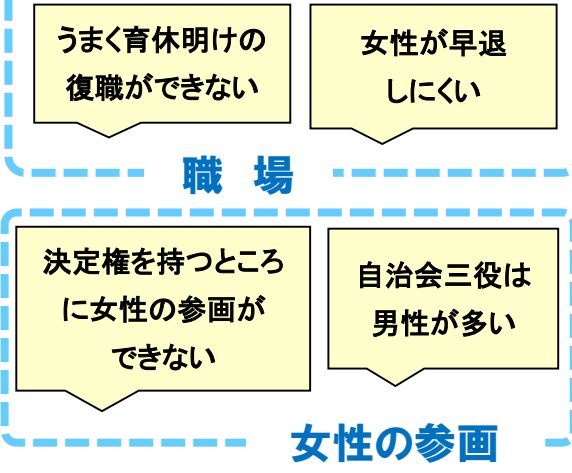 うまく育休明けの
復職ができない
女性が早退
しにくい
職　場
決定権を持つところ
に女性の参画が
できない
自治会三役は
男性が多い
女性の参画